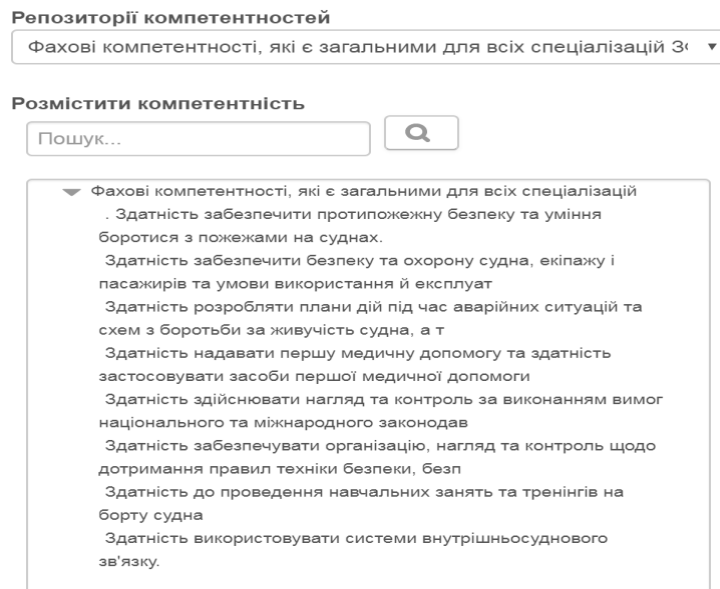 Репозиторії компетентностей
Фахові компетентності, які є загальними для всіх спеціалізацій
Розмістити компетентність
Пошук...
Фахові компетентності, які є загальними для всіх спеціалізацій
. Здатність забезпечити протипожежну безпеку та уміння
боротися з пожежами на суднах.
Здатність забезпечити безпеку та охорону судна, екіпажу і
пасажирів та умови використання й експлуат
Здатність розробляти плани дій під час аварійних ситуацій та
схем з боротьби за живучість судна, а т
Здатність надавати першу медичну допомогу та здатність
застосовувати засоби першої медичної допомоги
Здатність здійснювати нагляд та контроль за виконанням вимог
національного та міжнародного законодав
Здатність забезпечувати організацію, нагляд та контроль щодо
дотримання правил техніки безпеки, безп
Здатність до проведення навчальних занять та тренінгів на
борту судна
Здатність використовувати системи внутрішньосуднового
зв'язку.